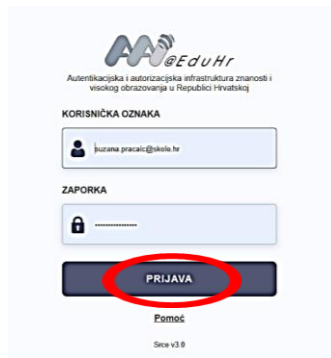 AAI@EduHr
Autentikacijska i autorizacijska infrastruktura znanosti i
visokog obrazovanja u Republici Hrvatskoj
KORISNIČKA OZNAKA
suzana.pracaic@skole.hr
ZAPORKA
PRIJAVA
Pomoć
Srce v3.0